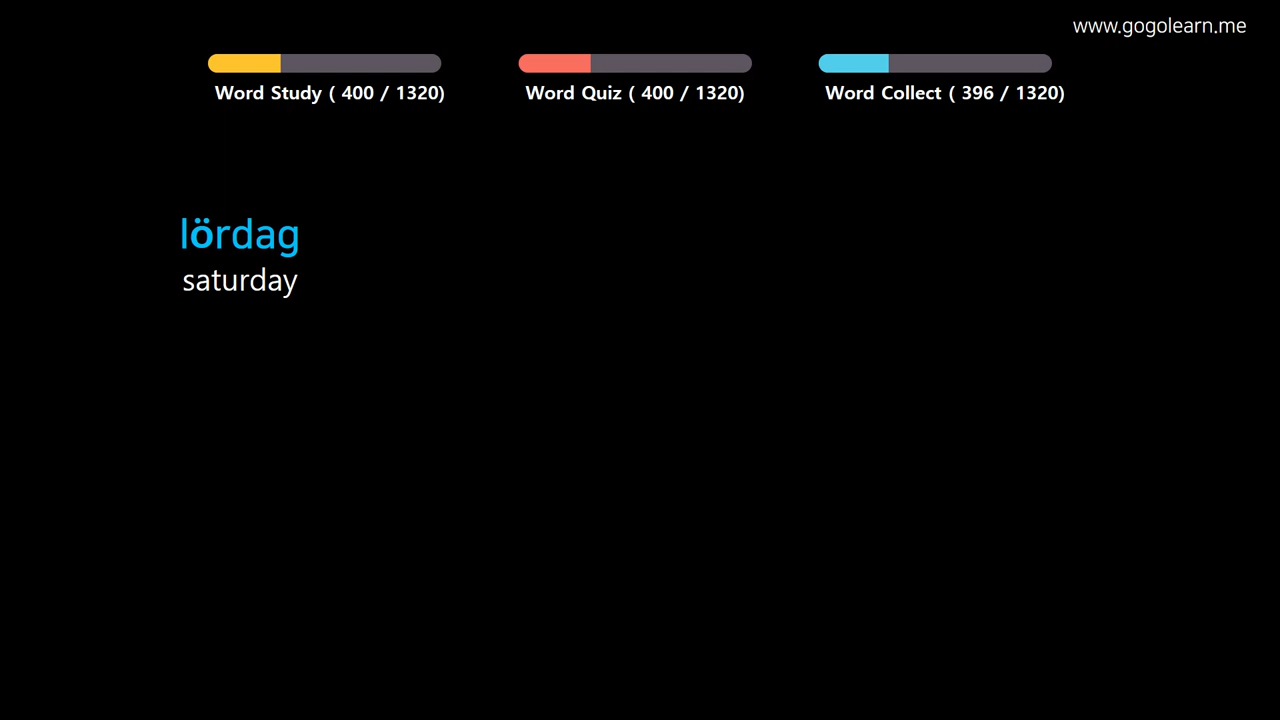 www.gogolearn.me
Word Study ( 400 / 1320)
Word Quiz ( 400 / 1320)
Word Collect ( 396 / 1320)
lördag
saturday